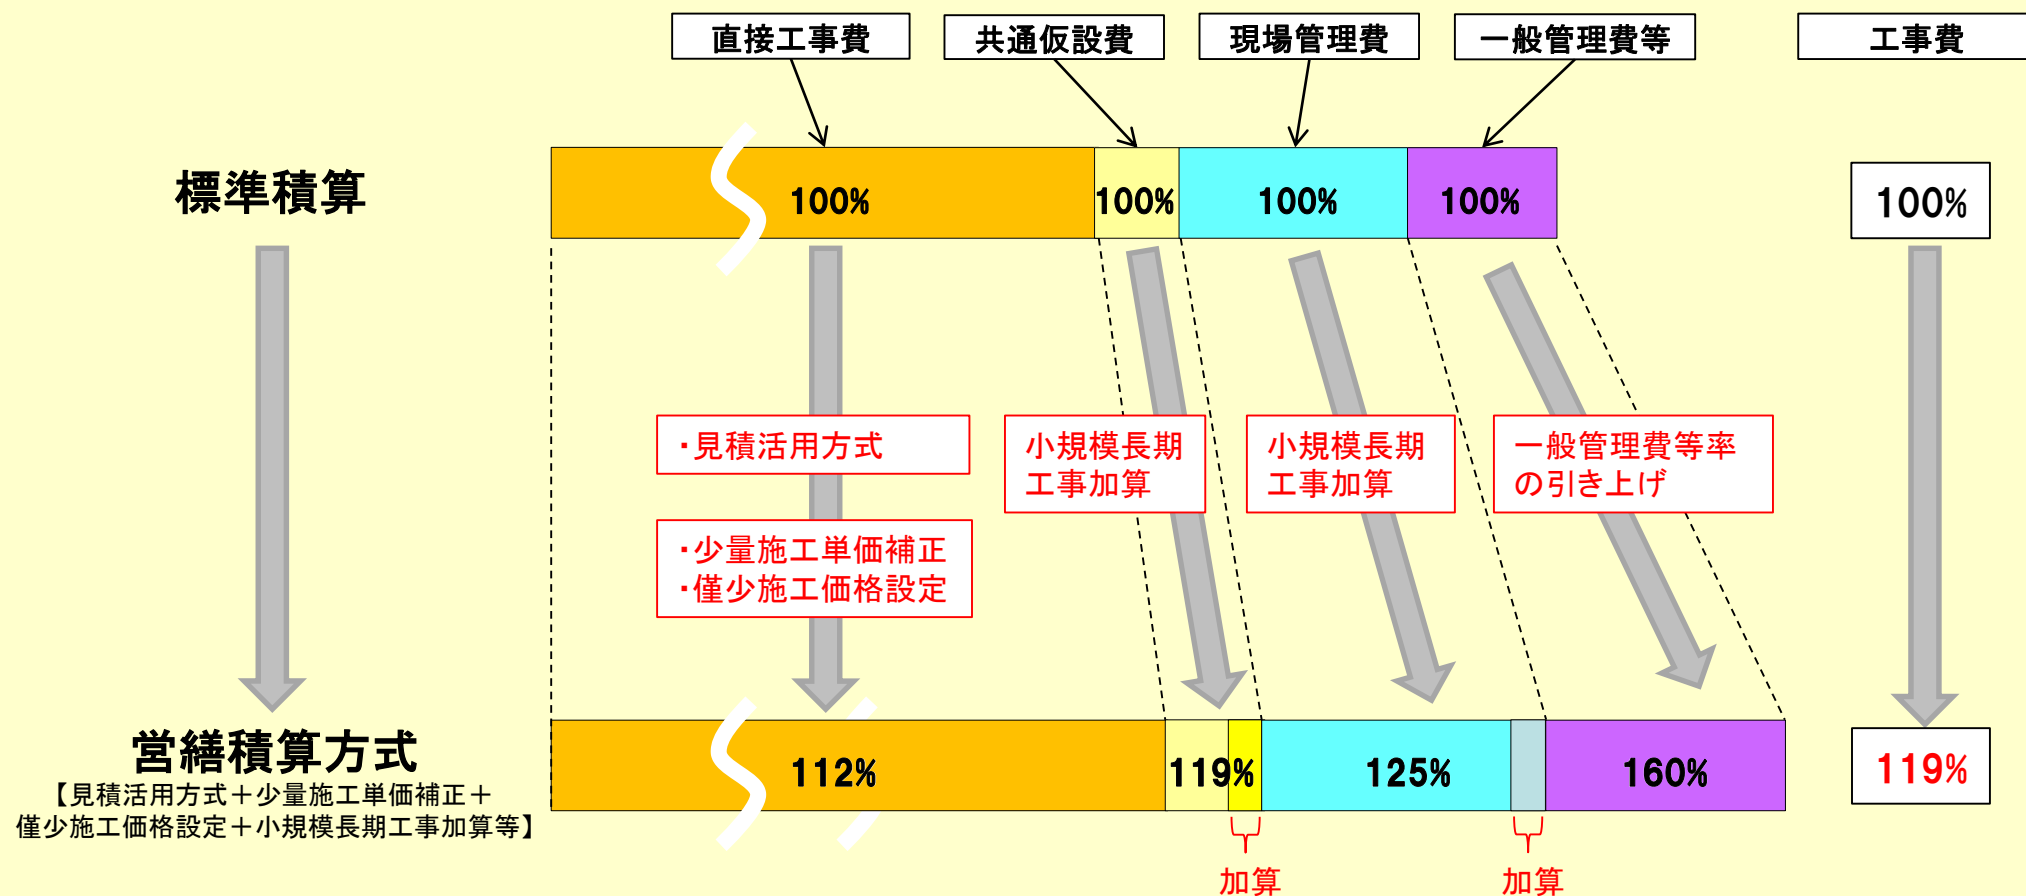 直接工事費
共通仮設費
現場管理費
一般管理費等
工事費
標準積算
100%
100%
100%
100%
100%
・見積活用方式
・少量施工単価補正
・僅少施工価格設定
小規模長期
工事加算
小規模長期
工事加算
一般管理費等率
の引き上げ
営繕積算方式
【見積活用方式＋少量施工単価補正＋
僅少施工価格設定＋小規模長期工事加算等】
112%
119%
125%
160%
119%
加算
加算